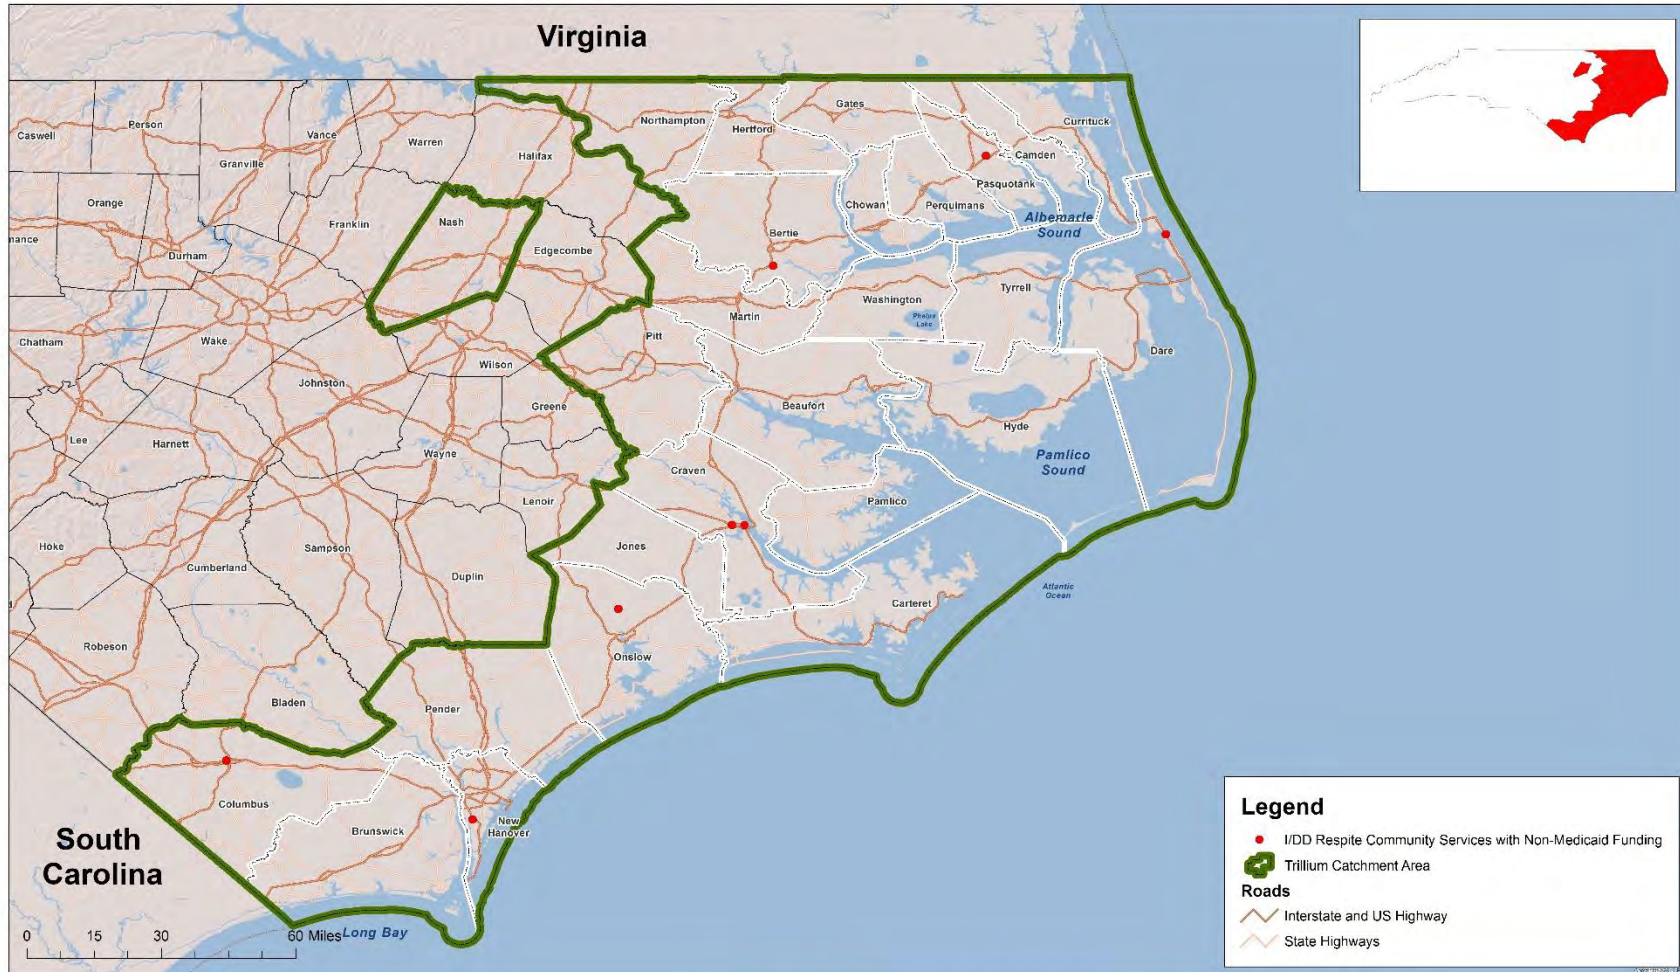 Virginia
Caswell
Person
Granville
Vance
Warren
Halifax
Northampton
Hertford
Gates
Currituck
Camden
Pasquotank
Perquimans
Chowan
Albemarle
Sound
Bertie
Orange
Durham
Franklin
Nash
Edgecombe
Martin
Washington
Tyrrell
Phelps
Lake
Dare
Chatham
Wake
Johnston
Wilson
Pitt
Greene
Beaufort
Hyde
Pamlico
Sound
Lee
Harnett
Wayne
Lenoir
Craven
Pamlico
Hoke
Cumberland
Sampson
Duplin
Jones
Carteret
Atlantic
Ocean
Robeson
Bladen
Pender
Onslow
Columbus
Brunswick
New
Hanover
South
Carolina
Long Bay
0 15 30 60 Miles
Legend
I/DD Respite Community Services with Non-Medicaid Funding
Trillium Catchment Area
Roads
Interstate and US Highway
State Highways